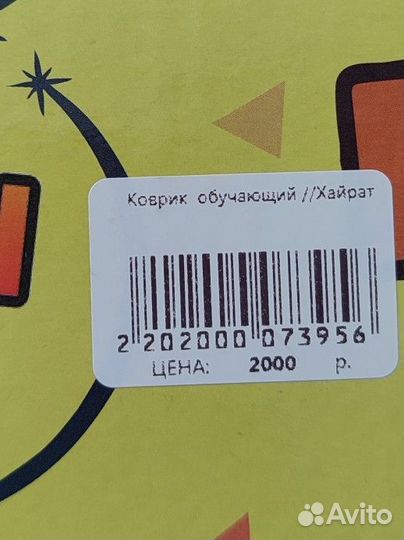 Коврик обучающий //Хайрат
2 202000 073956
ЦЕНА: 2000 р.
Avito